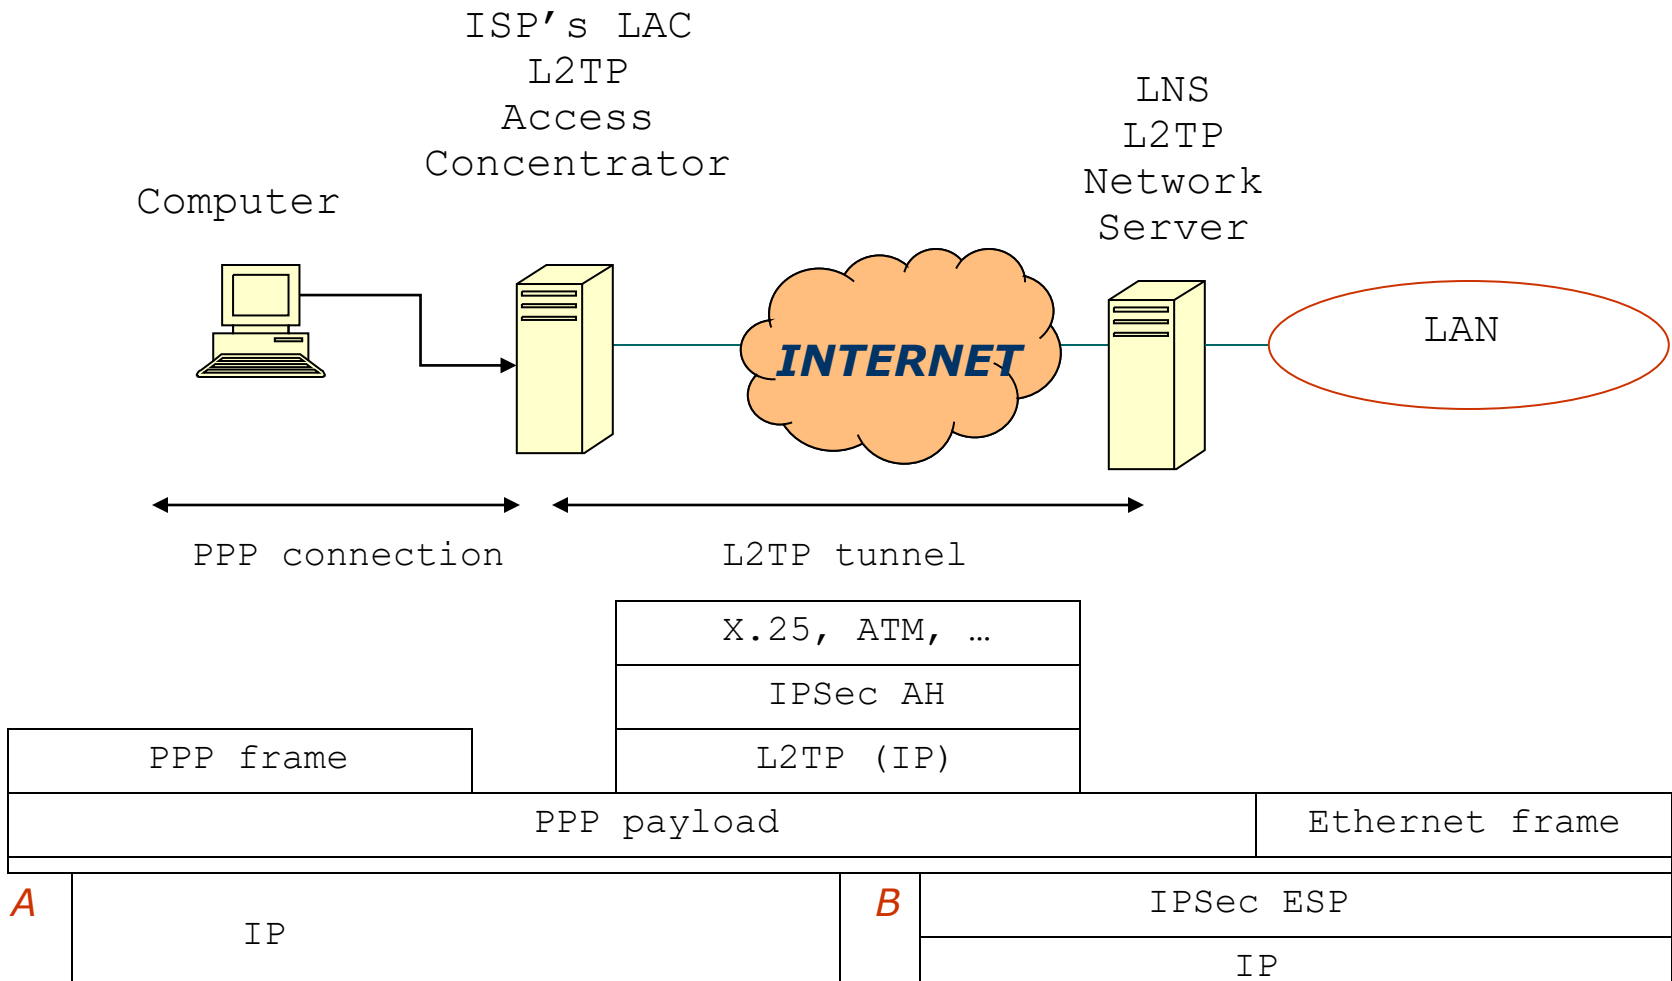 ISP’s LAC
L2TP
Access
Concentrator
LNS
L2TP
Network
Server
Computer
INTERNET
LAN
PPP connection
L2TP tunnel
X.25, ATM, …
IPSec AH
PPP frame
L2TP (IP)
PPP payload
Ethernet frame
A
IP
B
IPSec ESP
IP